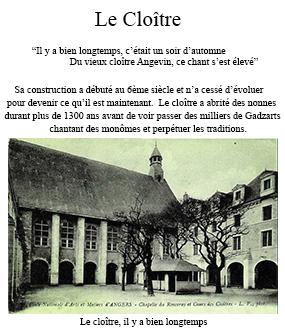 Le Cloître
“Il y a bien longtemps, c’était un soir d’automne
Du vieux cloître Angevin, ce chant s’est élevé”
Sa construction a débuté au 6ème siècle et n’a cessé d’évoluer
pour devenir ce qu’il est maintenant.  Le cloître a abrité des nonnes
durant plus de 1300 ans avant de voir passer des milliers de Gadzarts
chantant des monômes et perpétuer les traditions.
Ecole Nationale d'Arts et Métiers d'ANGERS - Chapelle du Ronceray et Cours des Cloîtres - L. V., phot.
Le cloître, il y a bien longtemps